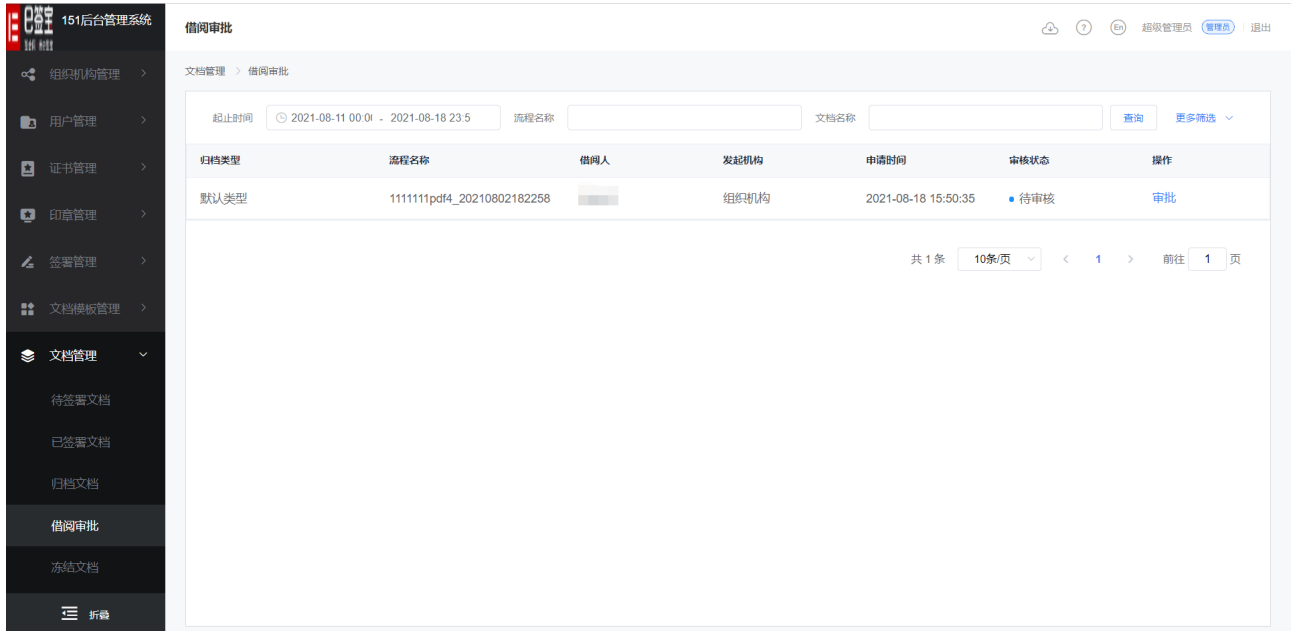 151后台管理系统
借阅审批
En 超级管理员 管理员 退出
组织机构管理
用户管理
证书管理
印章管理
签署管理
文档模板管理
文档管理
待签署文档
已签署文档
归档文档
借阅审批
冻结文档
折叠
文档管理 > 借阅审批
起止时间 2021-08-11 00:00 - 2021-08-18 23:5 流程名称 文档名称 查询 更多筛选
归档类型 流程名称 借阅人 发起机构 申请时间 审核状态 操作
默认类型 1111111pdf4_20210802182258 组织机构 2021-08-18 15:50:35 待审核 审批
共 1 条 10条/页 < 1 > 前往 1 页